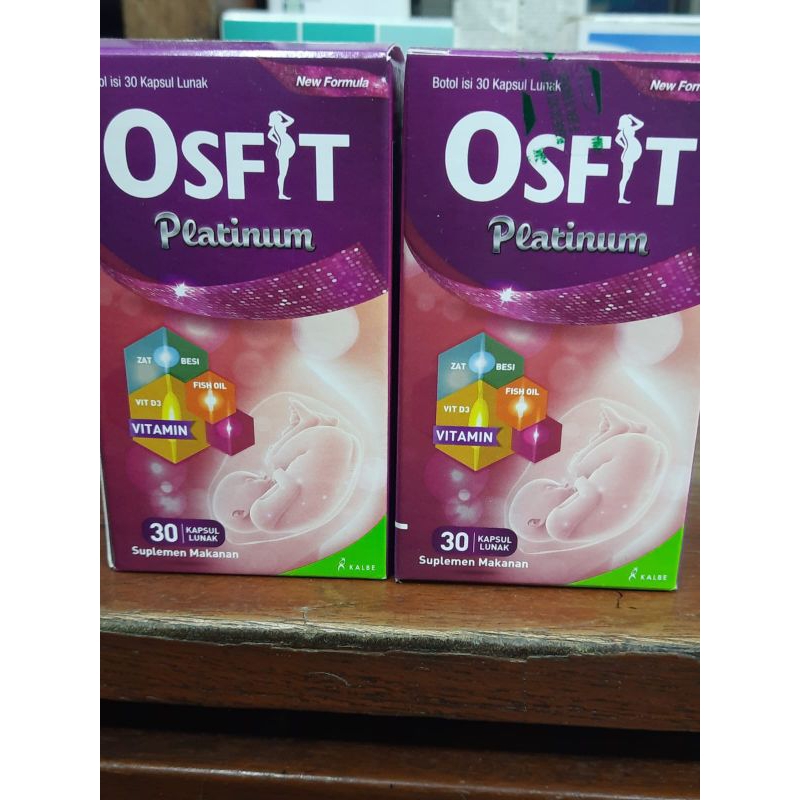 ol isi 30 Kapsul Lunak
New Formula
OSFIT
Platinum
ZAT BESI
FISH OIL
VIT D3
VITAMIN
30 KAPSUL
LUNAK
Suplemen Makanan
KALBE
Botol isi 30 Kapsul Lunak
New Form
OSFIT
Platinum
ZAT BESI
FISH OIL
VIT D3
VITAMIN
30 KAPSUL
LUNAK
Suplemen Makanan
KALBE